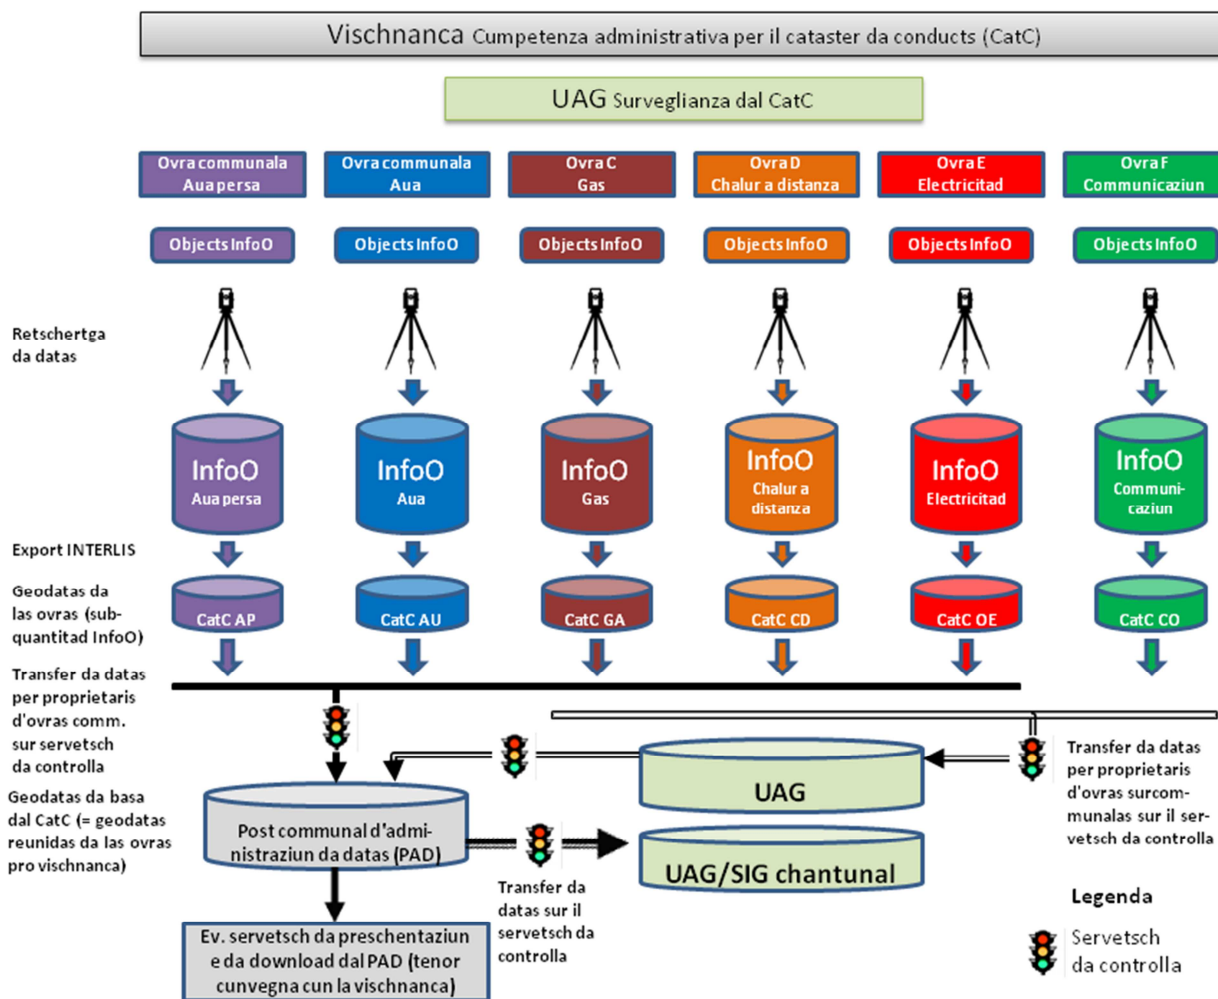 Vischnanca Cumpetenza administrativa per il cataster da conducts (CatC)
UAG Surveglianza dal CatC
Ovra communala
Aua persa
Ovra communala
Aua
Ovra C
Gas
Ovra D
Chalur a distanza
Ovra E
Electricitad
Ovra F
Communicaziun
Objects InfoO
Objects InfoO
Objects InfoO
Objects InfoO
Objects InfoO
Objects InfoO
Retschertga
da datas
InfoO
Aua persa
InfoO
Aua
InfoO
Gas
InfoO
Chalur a
distanza
InfoO
Electricitad
InfoO
Communi-
caziun
Export INTERLIS
Geodatas da
las ovras (sub-
quantitad InfoO)
CatC AP
CatC AU
CatC GA
CatC CD
CatC OE
CatC CO
Transfer da datas
per proprietaris
d'ovras comm.
sur servetsch
da controlla
Transfer da datas
per proprietaris
d'ovras surcom-
munalas sur il ser-
vetsch da controlla
UAG
Geodatas da basa
dal CatC (= geodatas
reunidas da las ovras
pro vischnanca)
Post communal d'admi-
nistraziun da datas (PAD)
UAG/SIG chantunal
Transfer da
datas sur il
servetsch da
controlla
Ev. servetsch da preschentaziun
e da download dal PAD (tenor
cunvegna cun la vischnanca)
Legenda
Servetsch
da controlla